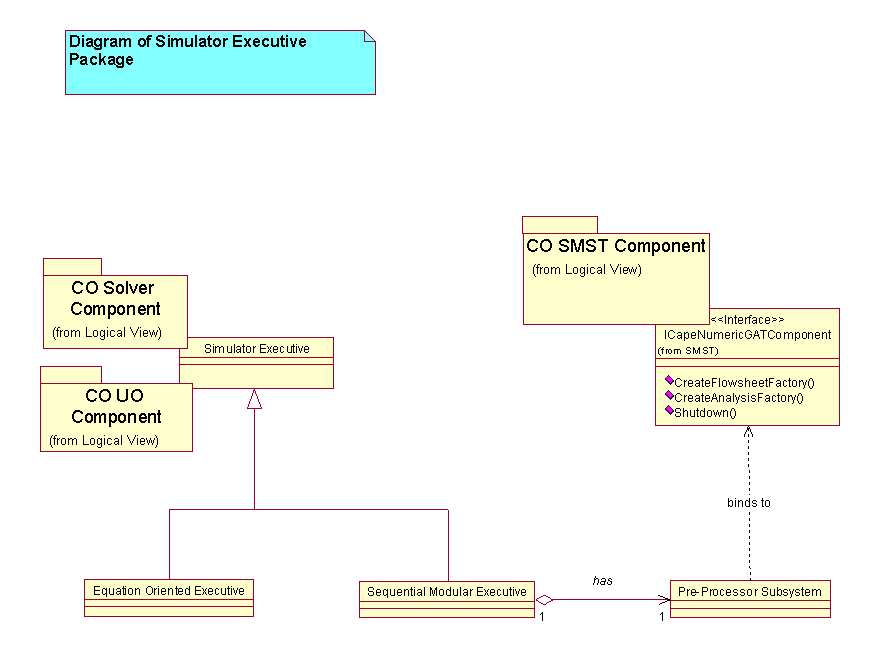 Diagram of Simulator Executive
Package
CO SMST Component
(from Logical View)
CO Solver
Component
(from Logical View)
<<Interface>>
ICapeNumericGATComponent
(from SMST)
CreateFlowsheetFactory()
CreateAnalysisFactory()
Shutdown()
Simulator Executive
CO UO
Component
(from Logical View)
binds to
Equation Oriented Executive
Sequential Modular Executive
has
1
1
Pre-Processor Subsystem